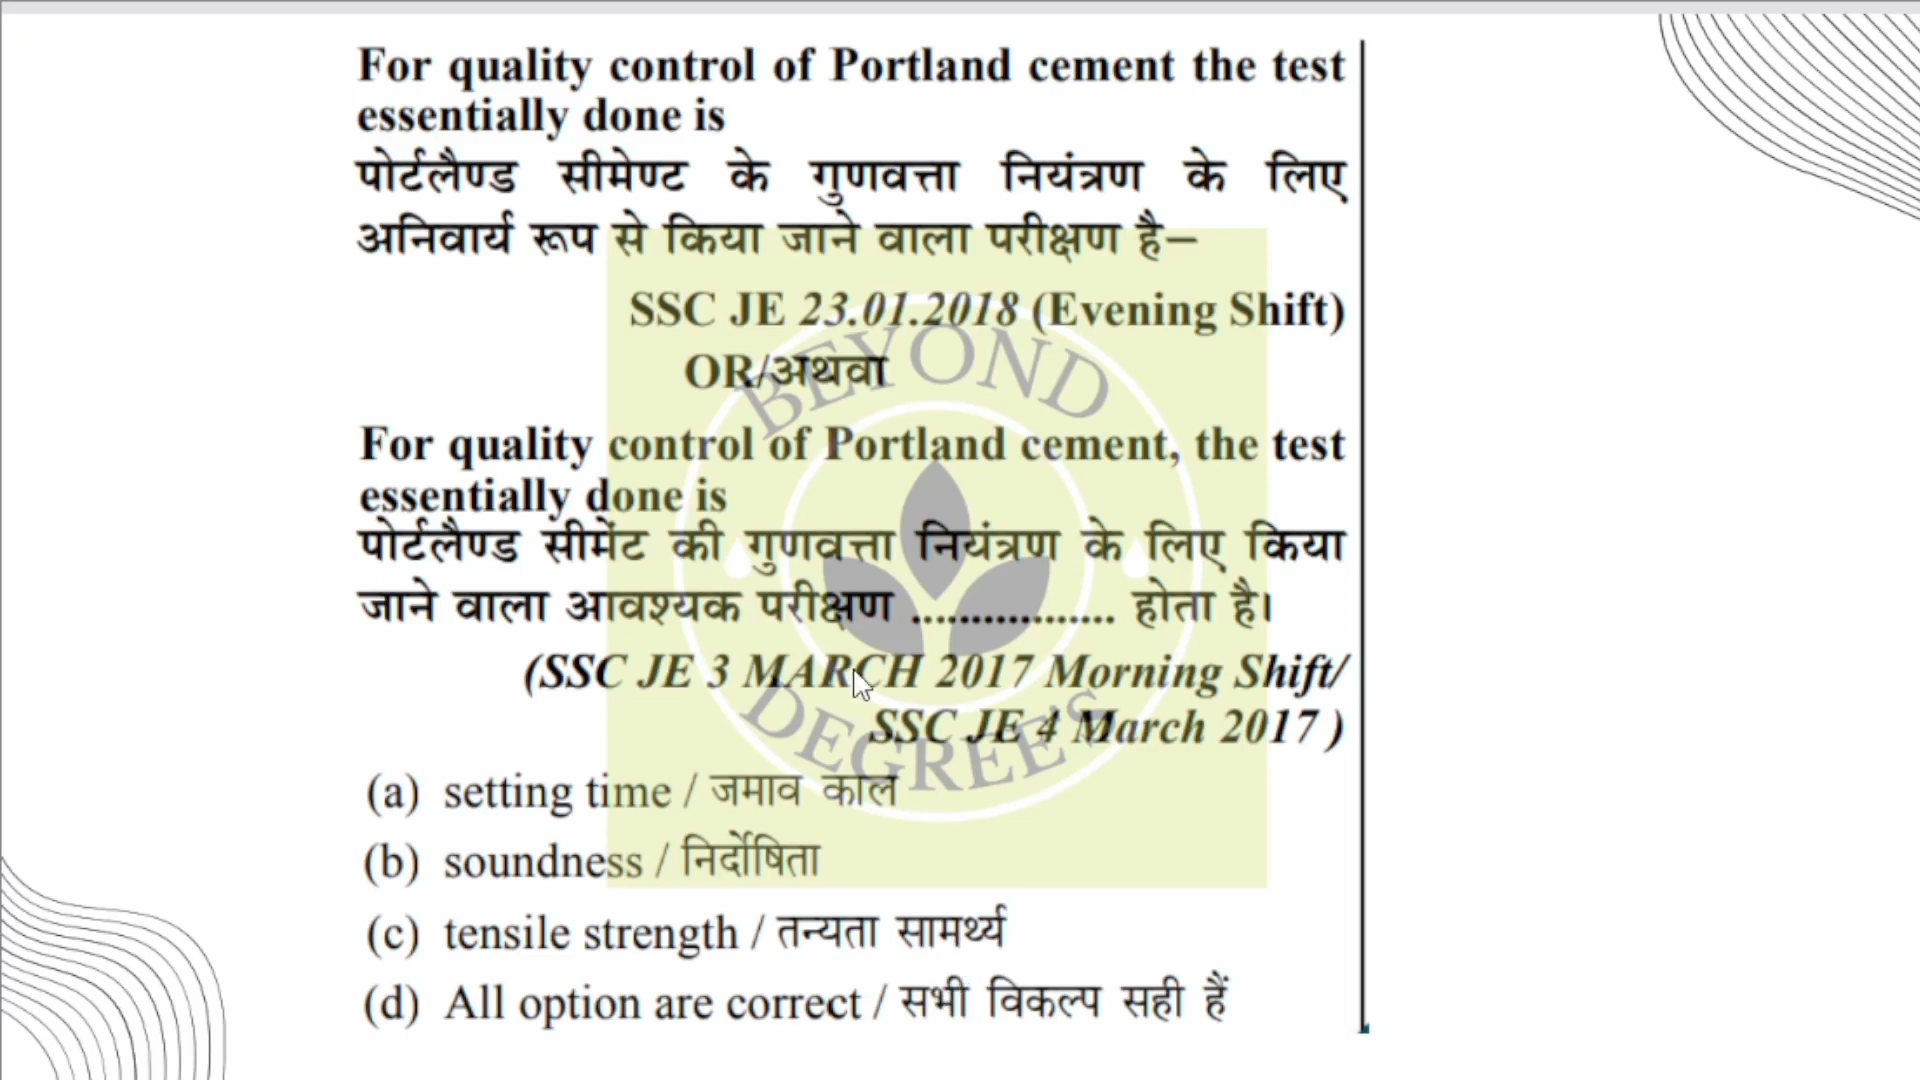 For quality control of Portland cement the test
essentially done is
पोर्टलैण्ड सीमेण्ट के गुणवत्ता नियंत्रण के लिए
अनिवार्य रूप से किया जाने वाला परीक्षण है–
SSC JE 23.01.2018 (Evening Shift)
OR/अथवा
For quality control of Portland cement, the test
essentially done is
पोर्टलैण्ड सीमेंट की गुणवत्ता नियंत्रण के लिए किया
जाने वाला आवश्यक परीक्षण ................. होता है।
(SSC JE 3 MARCH 2017 Morning Shift/
SSC JE 4 March 2017 )
(a) setting time / जमाव काल
(b) soundness / निर्दोषिता
(c) tensile strength / तन्यता सामर्थ्य
(d) All option are correct / सभी विकल्प सही हैं
BEYOND
DEGREE'S